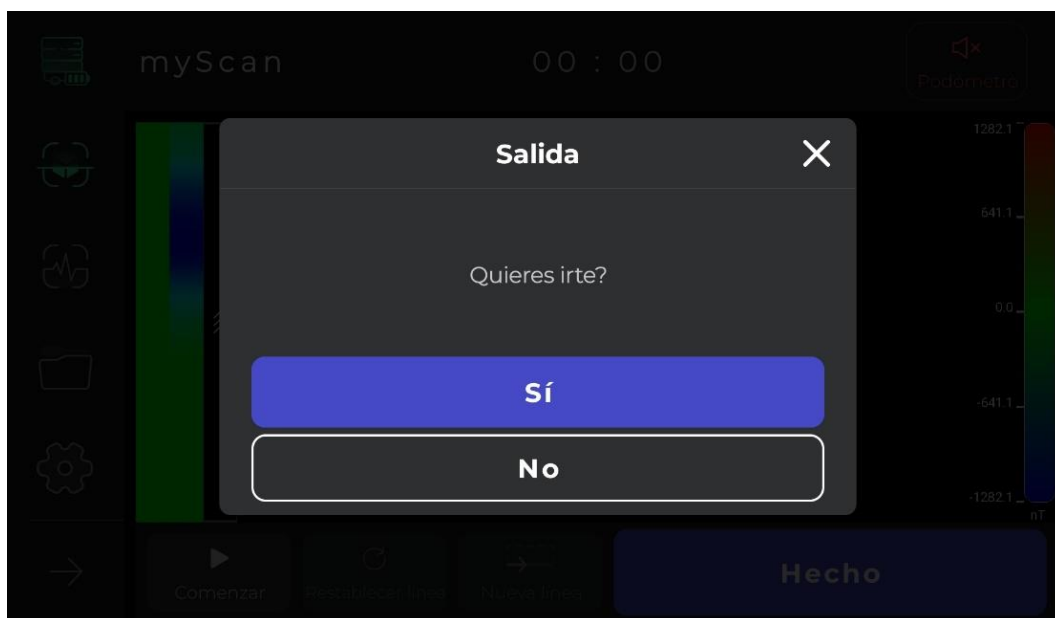 myScan
00 : 00
Podómetro
Salida
Quieres irte?
Sí
No
1282.1
641.1
0.0
-641.1
-1282.1
nT
Comenzar
Restablecer línea
Nueva línea
Hecho